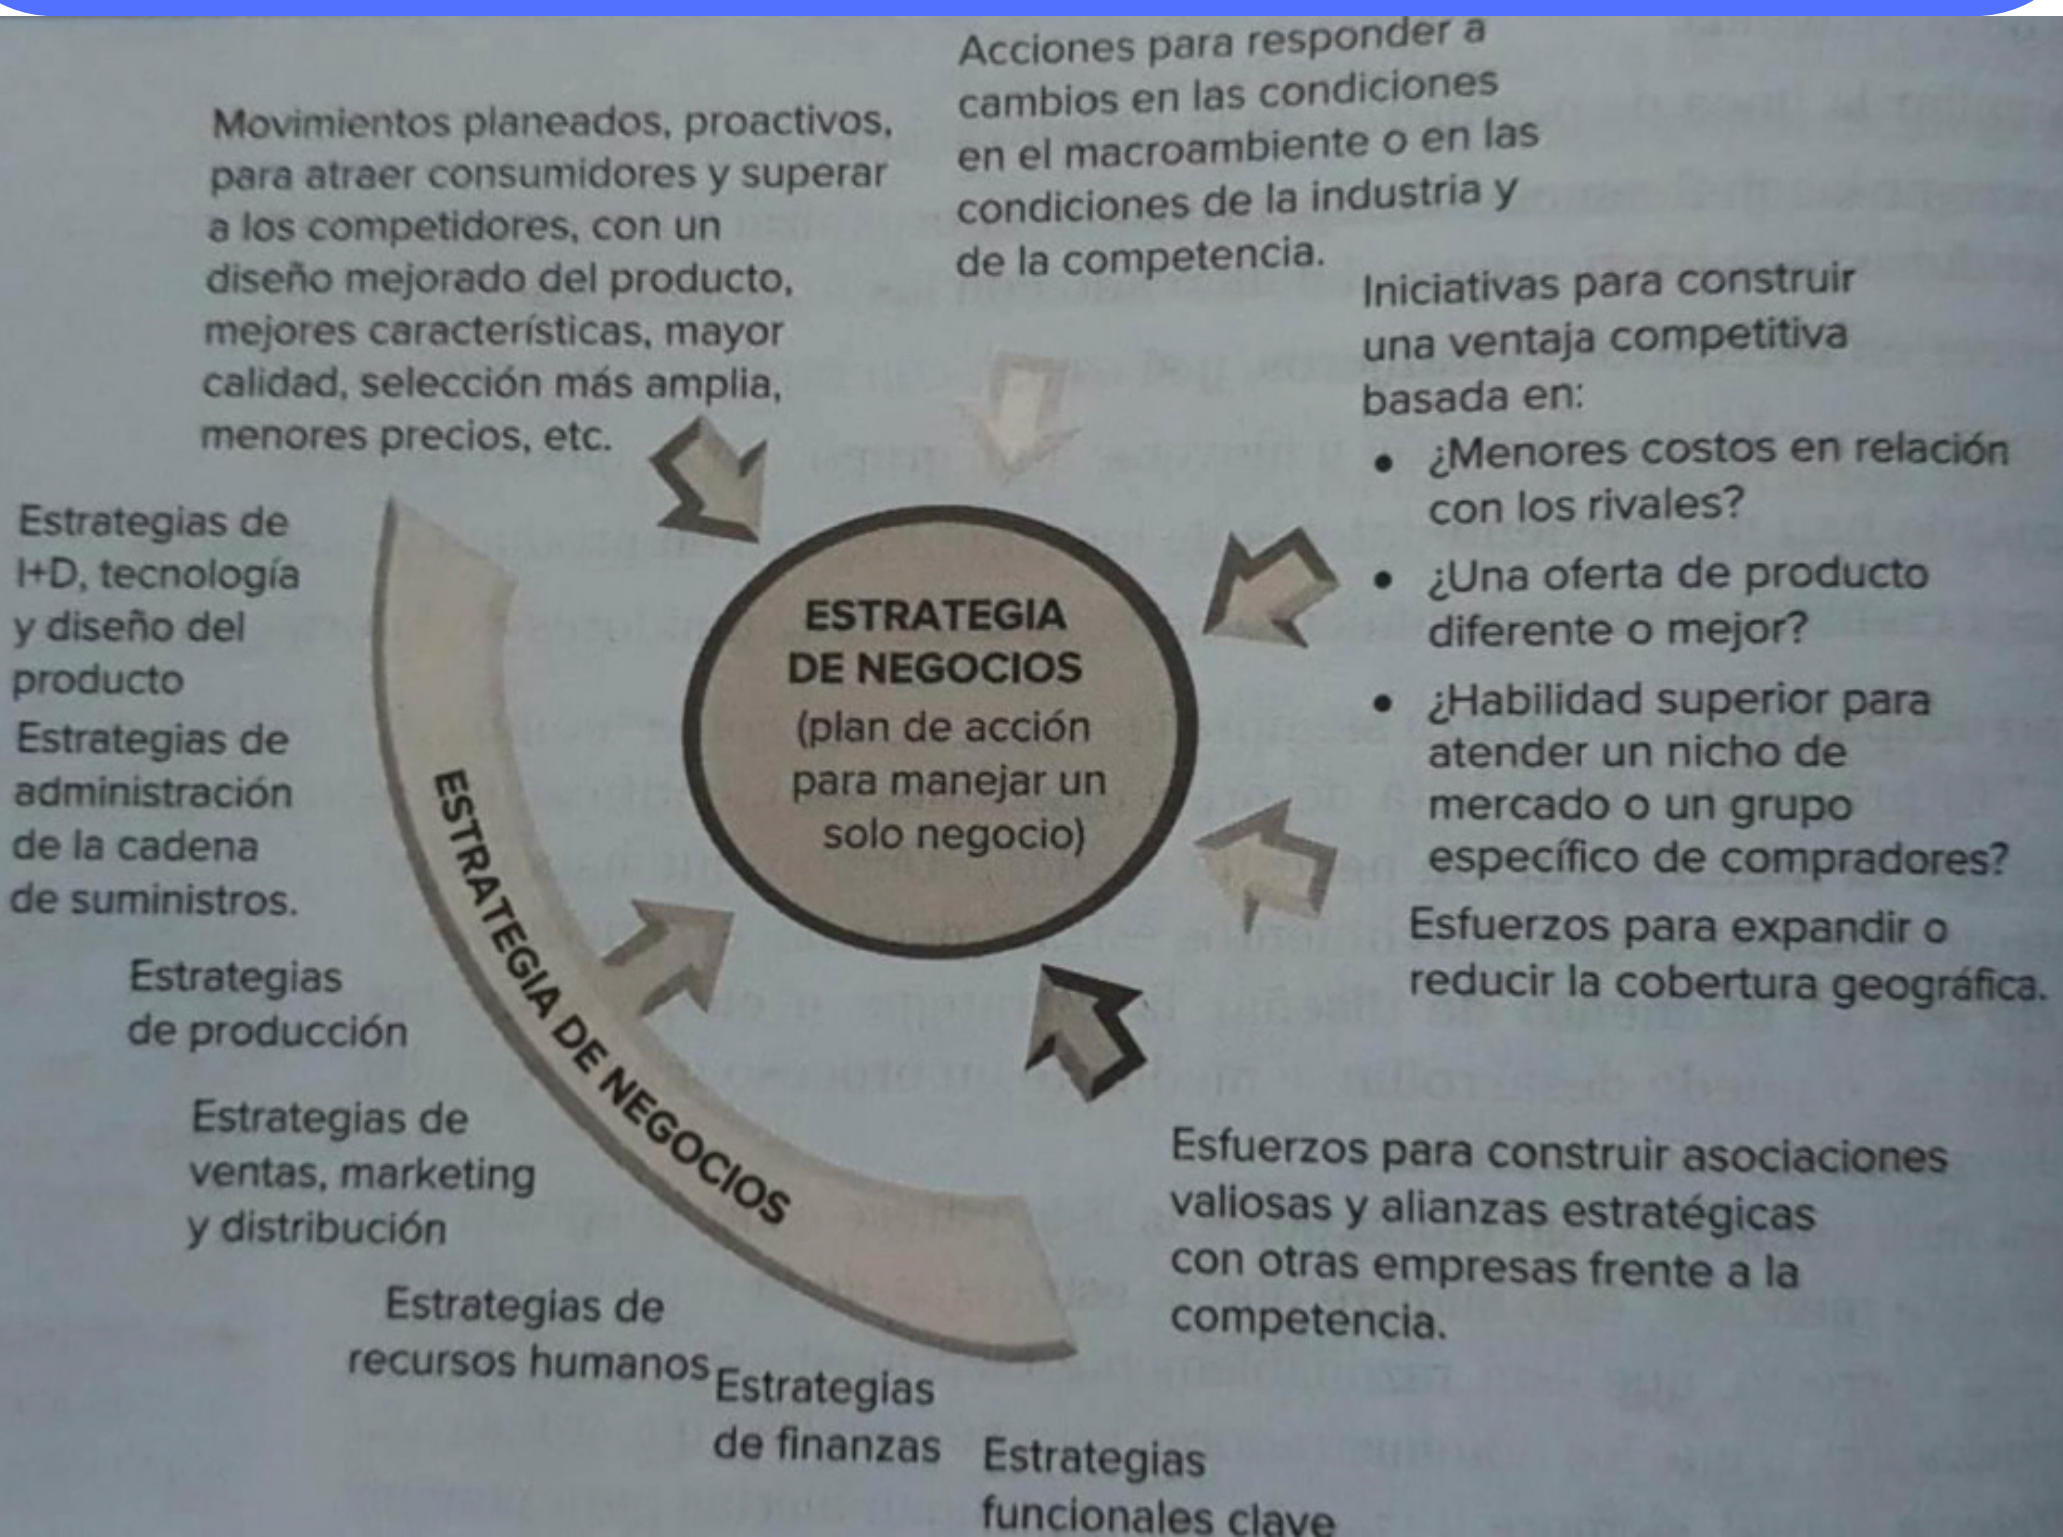 Acciones para responder a
cambios en las condiciones
en el macroambiente o en las
condiciones de la industria y
de la competencia.
Movimientos planeados, proactivos,
para atraer consumidores y superar
a los competidores, con un
diseño mejorado del producto,
mejores características, mayor
calidad, selección más amplia,
menores precios, etc.
Iniciativas para construir
una ventaja competitiva
basada en:
• ¿Menores costos en relación
con los rivales?
• ¿Una oferta de producto
diferente o mejor?
• ¿Habilidad superior para
atender un nicho de
mercado o un grupo
específico de compradores?
Esfuerzos para expandir o
reducir la cobertura geográfica.
Esfuerzos para construir asociaciones
valiosas y alianzas estratégicas
con otras empresas frente a la
competencia.
ESTRATEGIA
DE NEGOCIOS
(plan de acción
para manejar un
solo negocio)
ESTRATEGIA DE NEGOCIOS
Estrategias de
I+D, tecnología
y diseño del
producto
Estrategias de
administración
de la cadena
de suministros.
Estrategias
de producción
Estrategias de
ventas, marketing
y distribución
Estrategias de
recursos humanos
Estrategias
de finanzas
Estrategias
funcionales clave